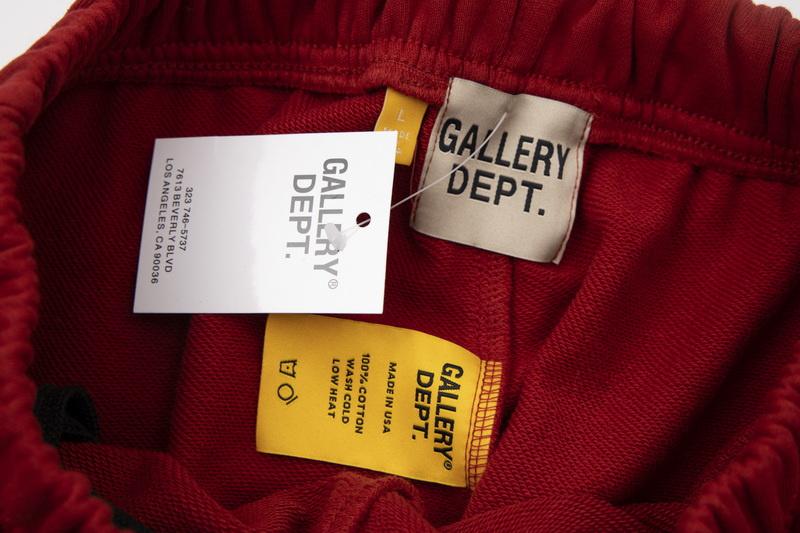 GALLERY
DEPT.
L
GALLERY
DEPT.®
323 746-5737
7613 BEVERLY BLVD
LOS ANGELES, CA 90036
GALLERY
DEPT.®
MADE IN USA
100% COTTON
WASH COLD
LOW HEAT